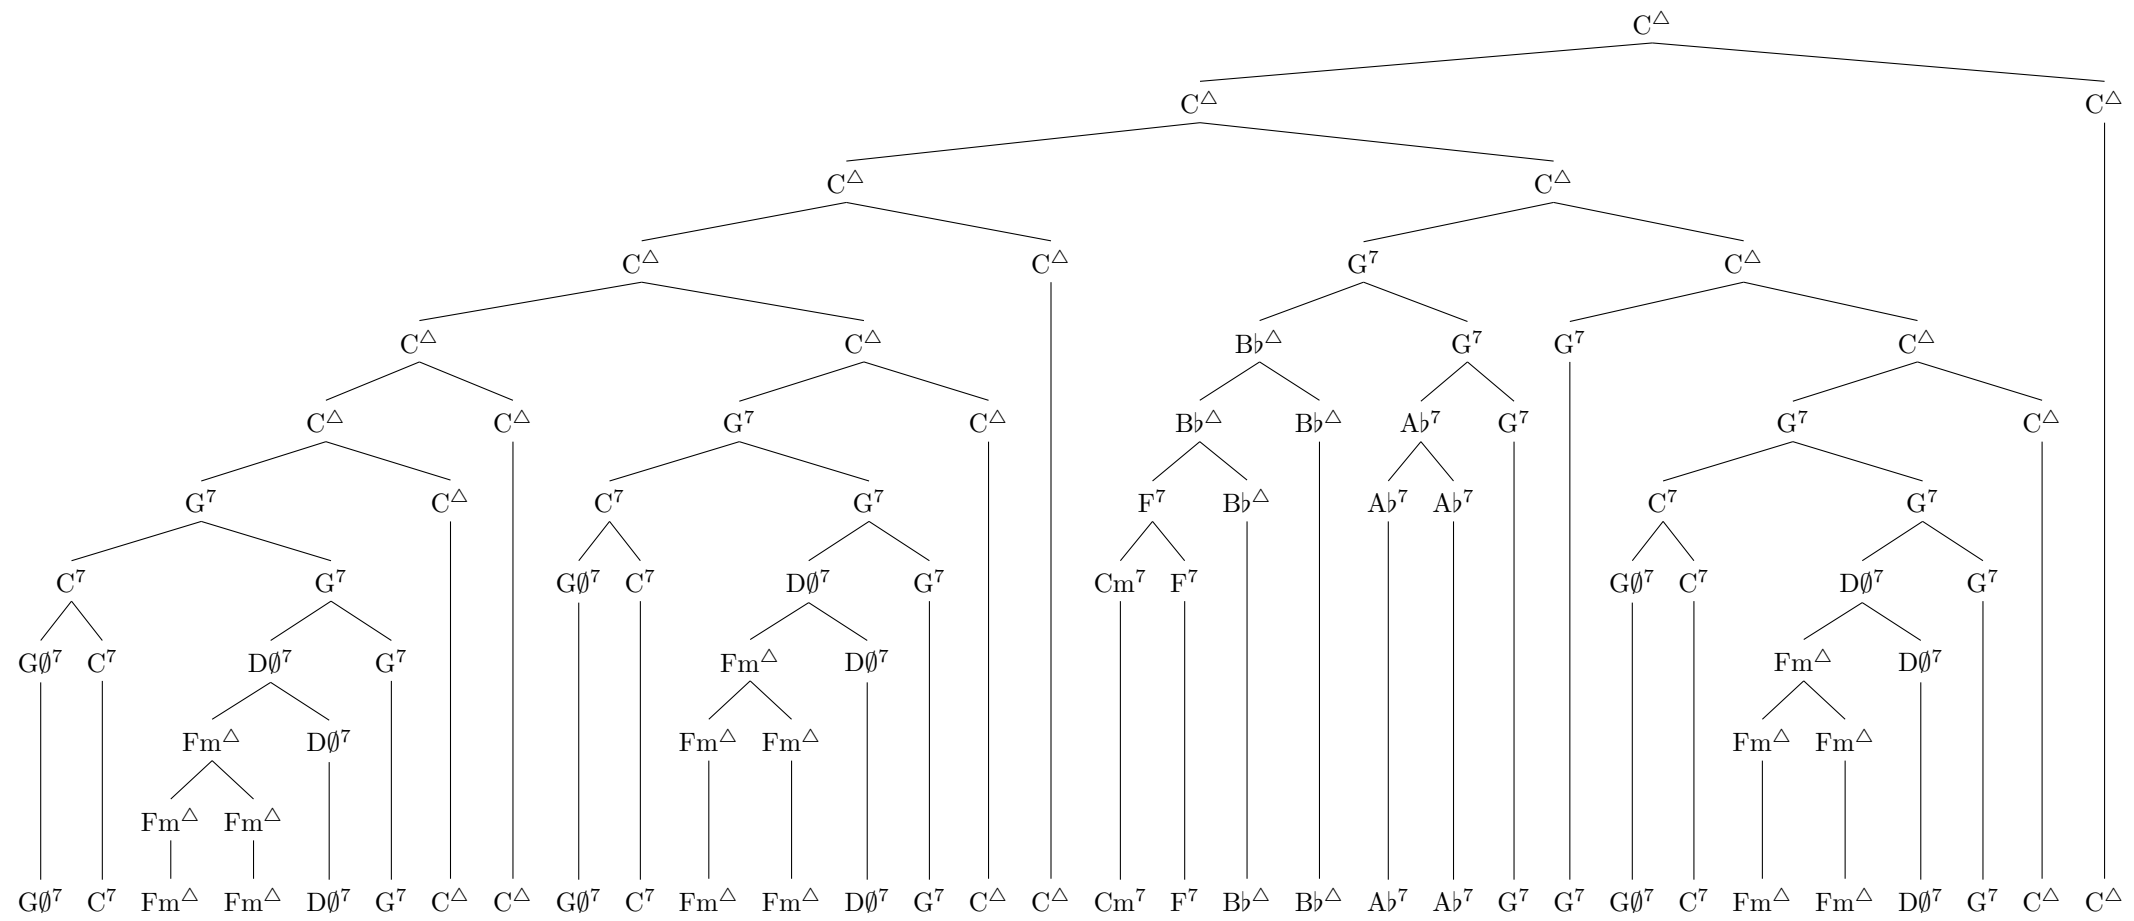 C△
C△ C△
C△ C△
C△ C△ G⁷ C△
C△ C△ B♭△ G⁷ G⁷ C△
C△ C△ G⁷ C△ B♭△ B♭△ A♭⁷ G⁷ G⁷ C△
G⁷ C△ C⁷ G⁷ F⁷ B♭△ A♭⁷ A♭⁷ C⁷ G⁷
C⁷ G⁷ G∅⁷ C⁷ D∅⁷ G⁷ Cm⁷ F⁷ G∅⁷ C⁷ D∅⁷ G⁷
G∅⁷ C⁷ D∅⁷ G⁷ Fm△ D∅⁷ Fm△ D∅⁷
Fm△ D∅⁷ Fm△ Fm△ Fm△ Fm△
Fm△ Fm△
G∅⁷ C⁷ Fm△ Fm△ D∅⁷ G⁷ C△ C△ G∅⁷ C⁷ Fm△ Fm△ D∅⁷ G⁷ C△ C△ Cm⁷ F⁷ B♭△ B♭△ A♭⁷ A♭⁷ G⁷ G⁷ G∅⁷ C⁷ Fm△ Fm△ D∅⁷ G⁷ C△ C△